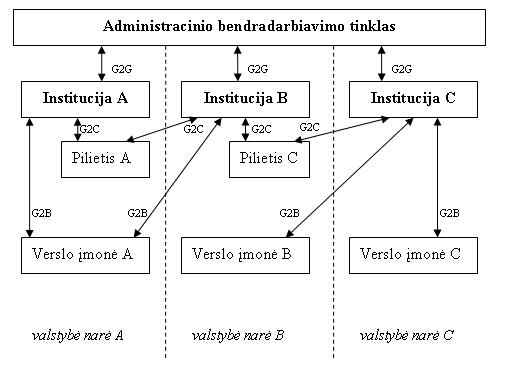 Administracinio bendradarbiavimo tinklas
G2G
G2G
G2G
Institucija A
Institucija B
Institucija C
G2C
G2C
G2C
G2C
Pilietis A
Pilietis C
G2B
G2B
G2B
G2B
Verslo įmonė A
Verslo įmonė B
Verslo įmonė C
valstybė narė A
valstybė narė B
valstybė narė C